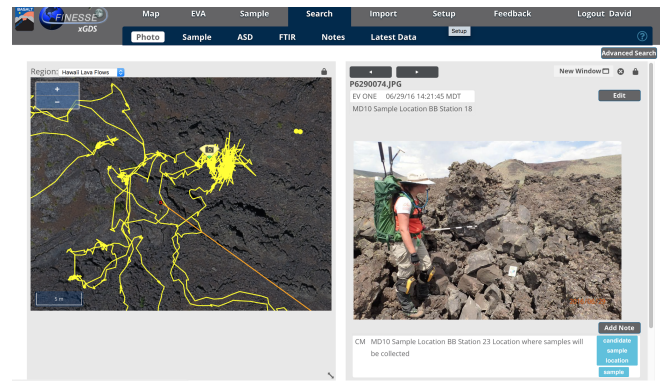 BASALT
FINESSE
xGDS
Map EVA Sample Search Import Setup Feedback Logout David
Photo Sample ASD FTIR Notes Latest Data ?
Setup
Advanced Search
Region: Hawaii Lava Flows
+
−
5 m
New Window
P6290074.JPG
EV ONE 06/29/16 14:21:45 MDT
Edit
MD10 Sample Location BB Station 18
Add Note
CM MD10 Sample Location BB Station 23 Location where samples will
be collected
candidate
sample
location
sample